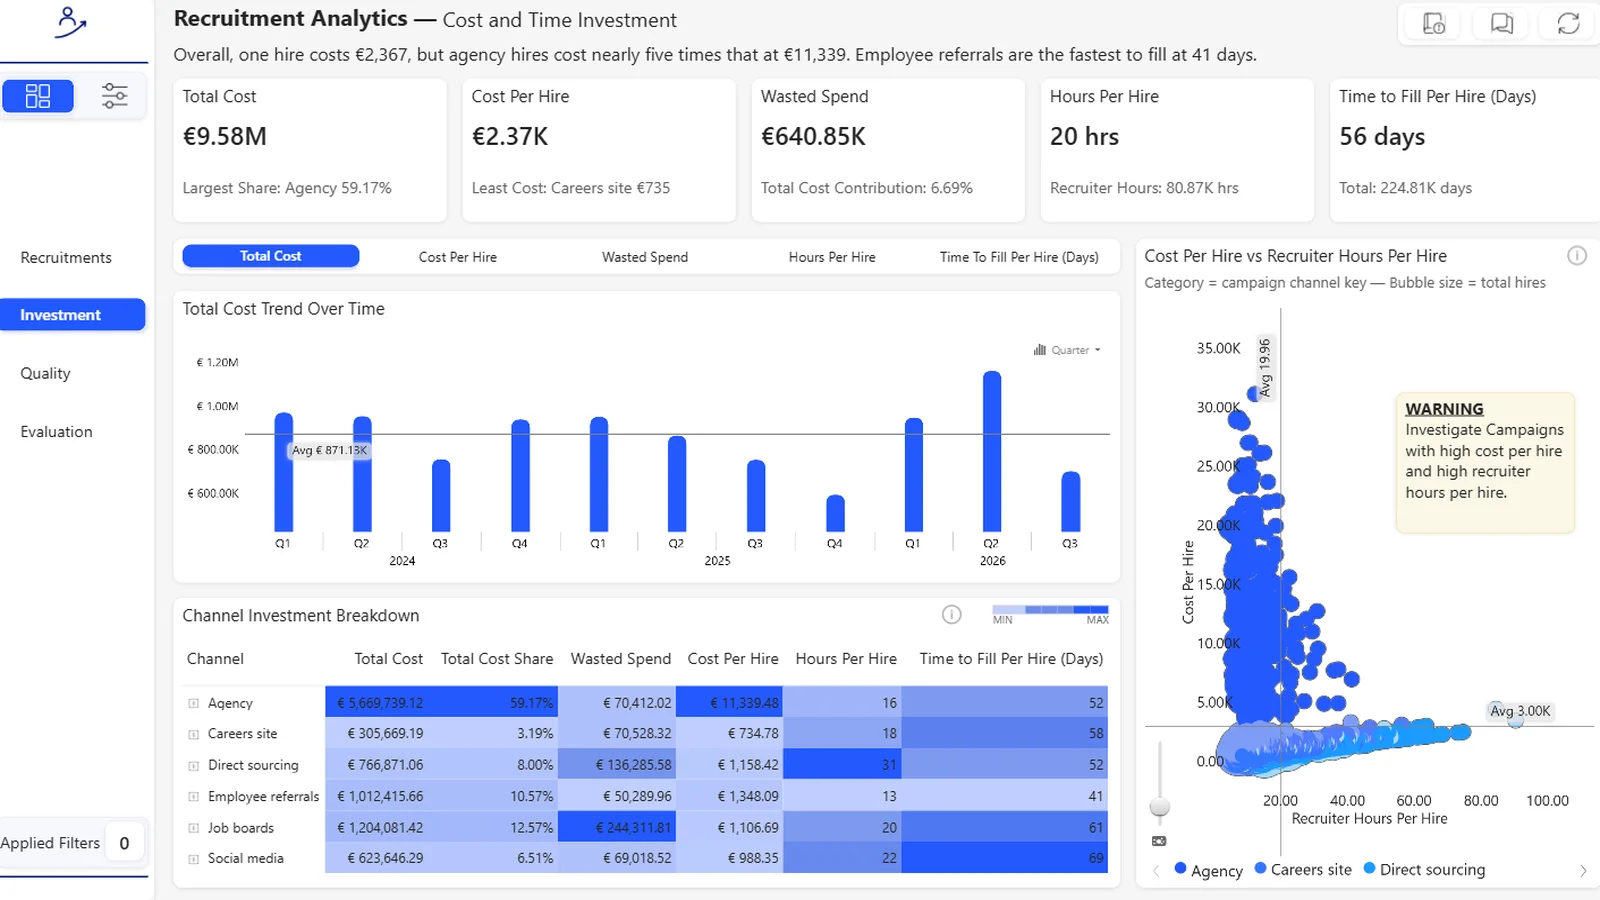 Recruitment Analytics — Cost and Time Investment
Overall, one hire costs €2,367, but agency hires cost nearly five times that at €11,339. Employee referrals are the fastest to fill at 41 days.
Total Cost
€9.58M
Largest Share: Agency 59.17%
Cost Per Hire
€2.37K
Least Cost: Careers site €735
Wasted Spend
€640.85K
Total Cost Contribution: 6.69%
Hours Per Hire
20 hrs
Recruiter Hours: 80.87K hrs
Time to Fill Per Hire (Days)
56 days
Total: 224.81K days
Recruitments
Investment
Quality
Evaluation
Applied Filters 0
Total Cost Cost Per Hire Wasted Spend Hours Per Hire Time To Fill Per Hire (Days)
Total Cost Trend Over Time
Quarter
€ 1.20M
€ 1.00M
€ 800.00K
€ 600.00K
Avg € 871.13K
Q1 Q2 Q3 Q4 Q1 Q2 Q3 Q4 Q1 Q2 Q3
2024 2025 2026
Channel Investment Breakdown
MIN MAX
Channel Total Cost Total Cost Share Wasted Spend Cost Per Hire Hours Per Hire Time to Fill Per Hire (Days)
Agency € 5,669,739.12 59.17% € 70,412.02 € 11,339.48 16 52
Careers site € 305,669.19 3.19% € 70,528.32 € 734.78 18 58
Direct sourcing € 766,871.06 8.00% € 136,285.58 € 1,158.42 31 52
Employee referrals € 1,012,415.66 10.57% € 50,289.96 € 1,348.09 13 41
Job boards € 1,204,081.42 12.57% € 244,311.81 € 1,106.69 20 61
Social media € 623,646.29 6.51% € 69,018.52 € 988.35 22 69
Cost Per Hire vs Recruiter Hours Per Hire
Category = campaign channel key — Bubble size = total hires
Cost Per Hire
35.00K
30.00K
25.00K
20.00K
15.00K
10.00K
5.00K
0.00
Avg 19.96
WARNING
Investigate Campaigns
with high cost per hire
and high recruiter
hours per hire.
Avg 3.00K
20.00 40.00 60.00 80.00 100.00
Recruiter Hours Per Hire
Agency Careers site Direct sourcing